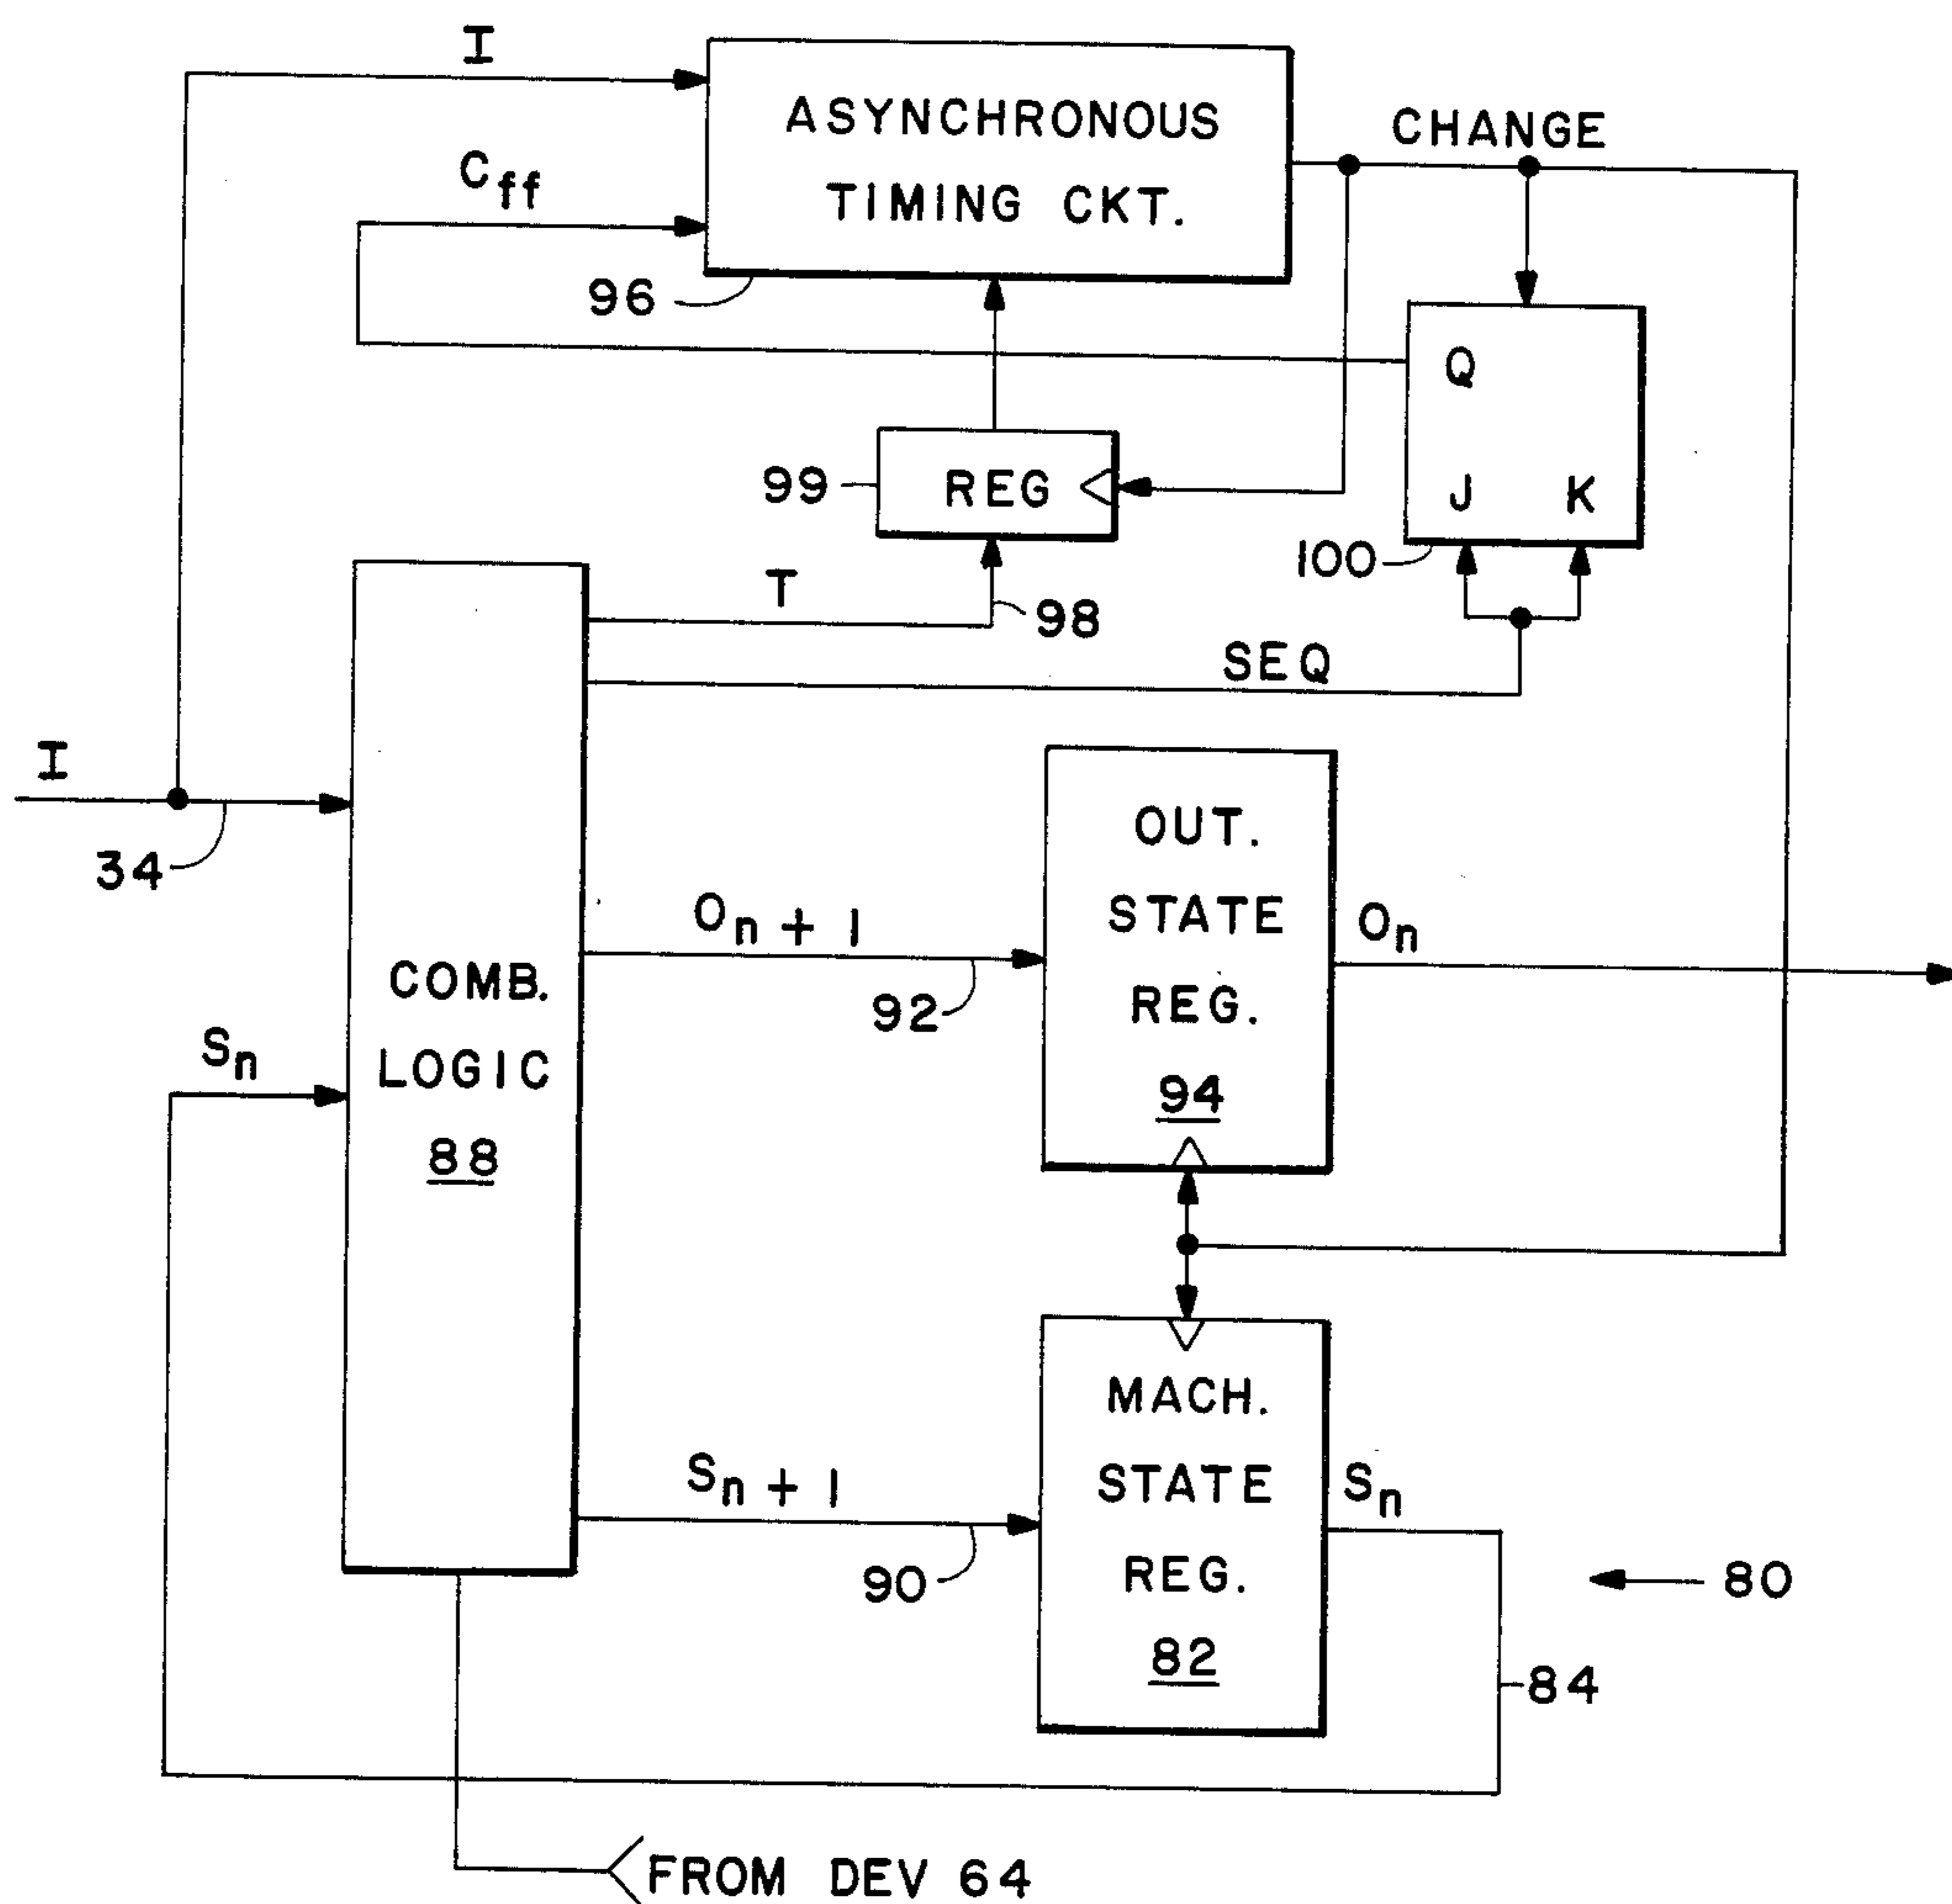 I
ASYNCHRONOUS
TIMING CKT.
CHANGE
Cff
96
Q
J K
99
REG
100
T
98
SEQ
I
34
OUT.
STATE
REG.
94
On + 1
92
On
COMB.
LOGIC
88
Sn
MACH.
STATE
REG.
82
Sn + 1
90
Sn
80
84
FROM DEV 64